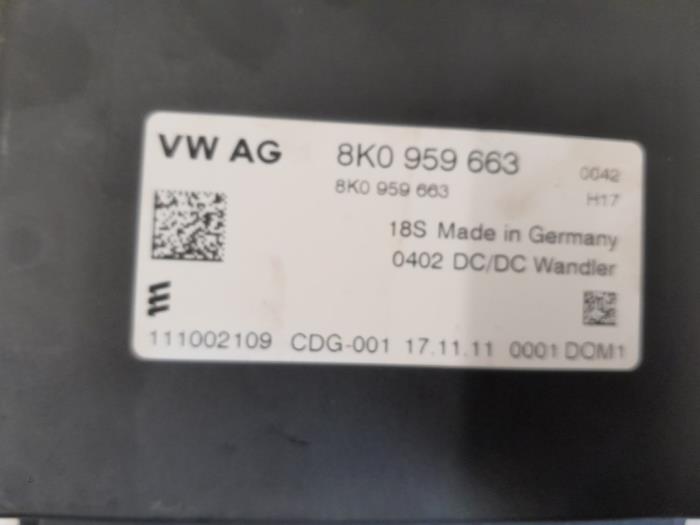 VW AG 8K0 959 663 0042
8K0 959 663 H17
18S Made in Germany
0402 DC/DC Wandler
111002109 CDG-001 17.11.11 0001 DOM1